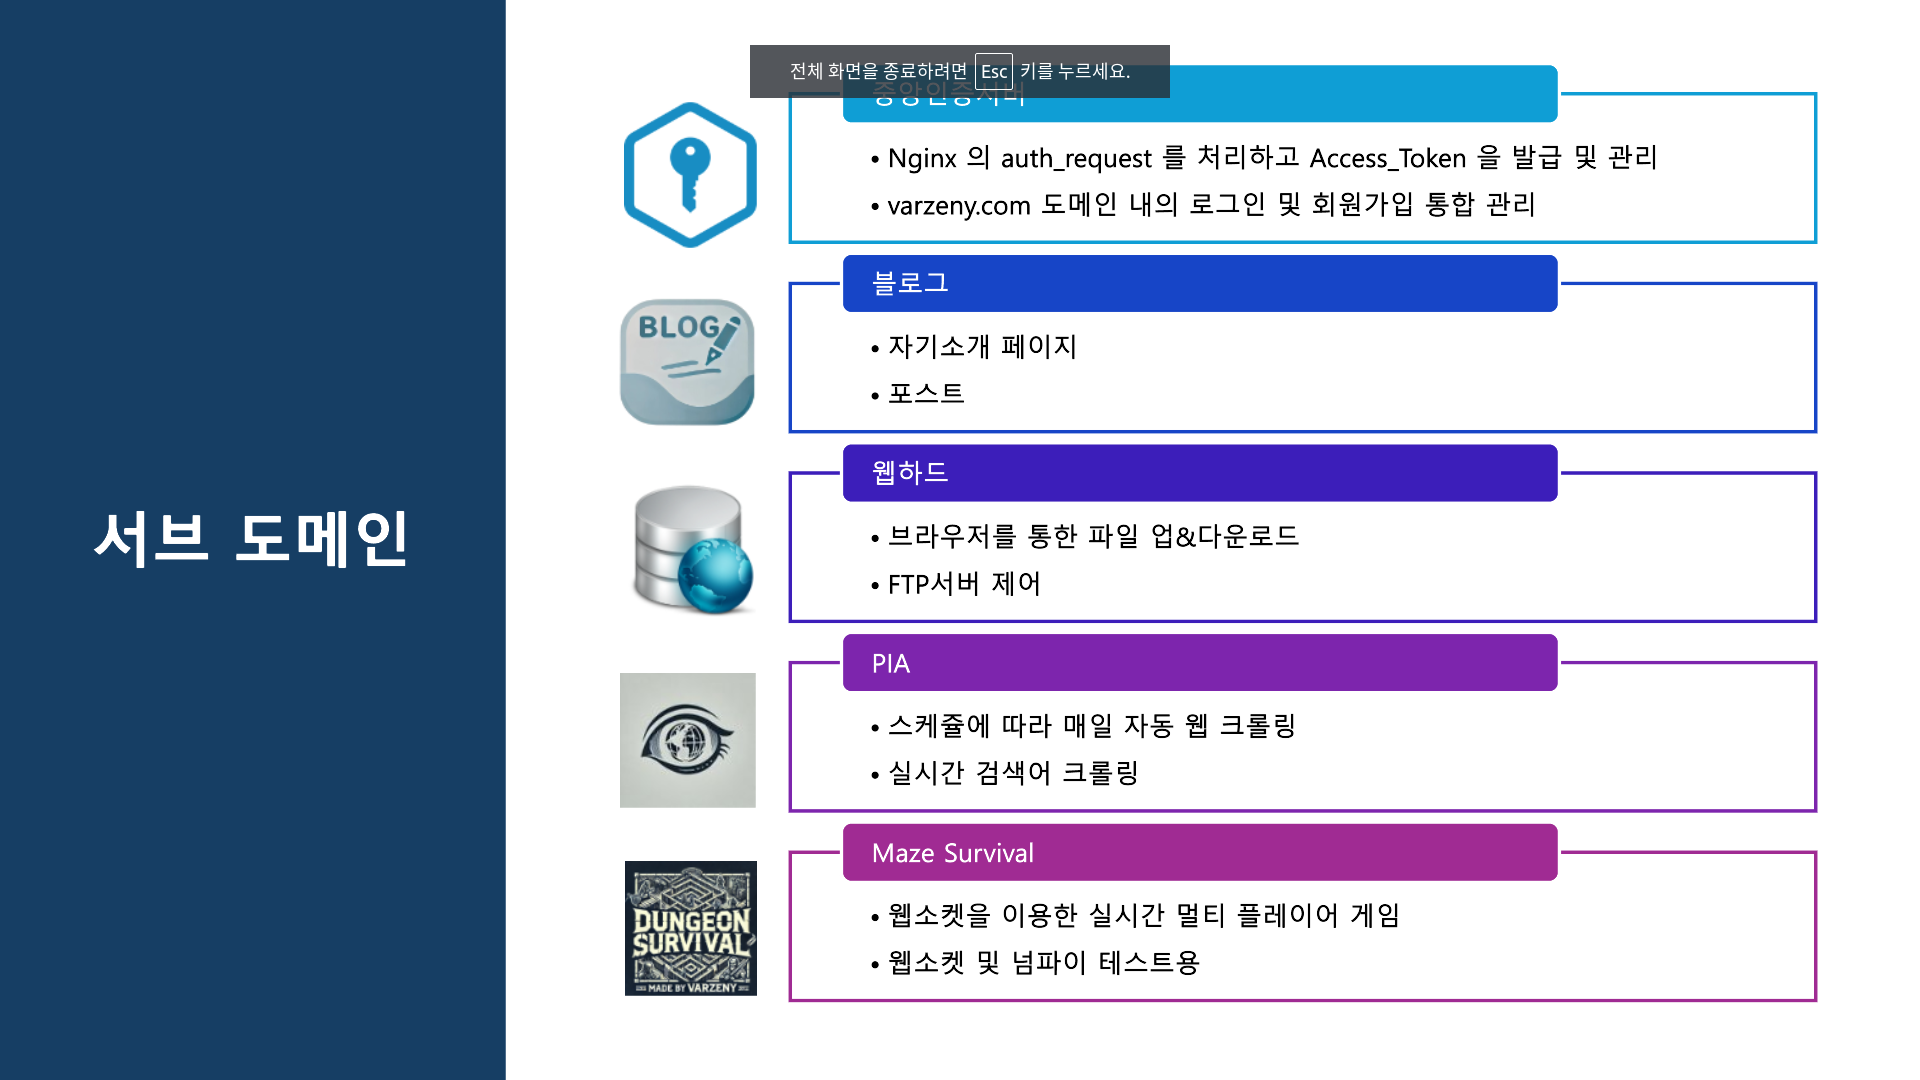 전체 화면을 종료하려면 Esc 키를 누르세요.
중앙인증서버
• Nginx 의 auth_request 를 처리하고 Access_Token 을 발급 및 관리
• varzeny.com 도메인 내의 로그인 및 회원가입 통합 관리
서브 도메인
BLOG
블로그
• 자기소개 페이지
• 포스트
웹하드
• 브라우저를 통한 파일 업&다운로드
• FTP서버 제어
PIA
• 스케쥴에 따라 매일 자동 웹 크롤링
• 실시간 검색어 크롤링
DUNGEON
SURVIVAL
MADE BY VARZENY
Maze Survival
• 웹소켓을 이용한 실시간 멀티 플레이어 게임
• 웹소켓 및 넘파이 테스트용